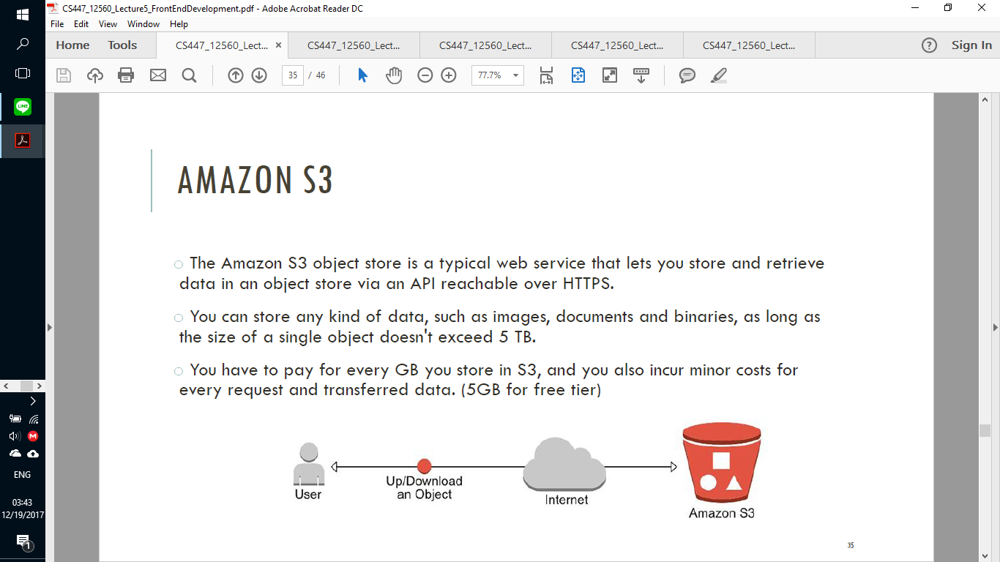 CS447_12560_Lecture5_FrontEndDevelopment.pdf - Adobe Acrobat Reader DC
File Edit View Window Help
Home Tools CS447_12560_Lect... × CS447_12560_Lect... CS447_12560_Lect... CS447_12560_Lect... CS447_12560_Lect... ? Sign In
35 / 46 77.7%
LINE
AMAZON S3
The Amazon S3 object store is a typical web service that lets you store and retrieve
data in an object store via an API reachable over HTTPS.
You can store any kind of data, such as images, documents and binaries, as long as
the size of a single object doesn't exceed 5 TB.
You have to pay for every GB you store in S3, and you also incur minor costs for
every request and transferred data. (5GB for free tier)
User
Up/Download
an Object
Internet
Amazon S3
35
M
ENG
03:43
12/19/2017
1